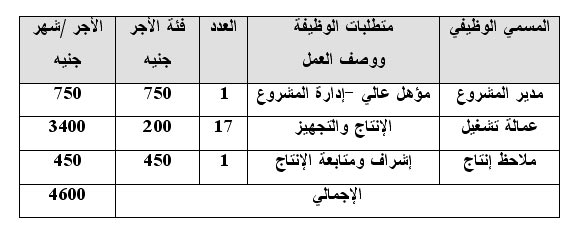 المسمي الوظيفي متطلبات الوظيفة العدد فئة الأجر الأجر /شهر
ووصف العمل جنيه جنيه
مدير المشروع مؤهل عالي –إدارة المشروع 1 750 750
عمالة تشغيل الإنتاج والتجهيز 17 200 3400
ملاحظ إنتاج إشراف ومتابعة الإنتاج 1 450 450
الإجمالي 4600